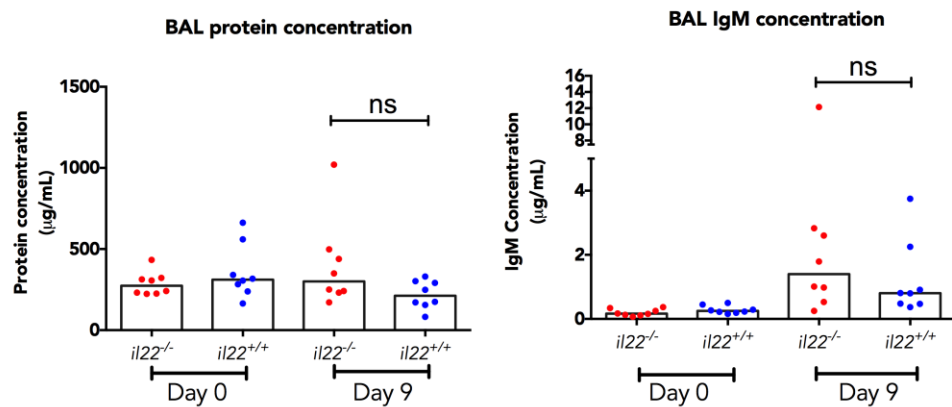 BAL protein concentration
Protein concentration
(μg/mL)
1500
1000
500
0
ns
il22-/-
il22+/+
il22-/-
il22+/+
Day 0
Day 9
BAL IgM concentration
IgM Concentration
(μg/mL)
16
14
12
10
8
4
2
0
ns
il22-/-
il22+/+
il22-/-
il22+/+
Day 0
Day 9